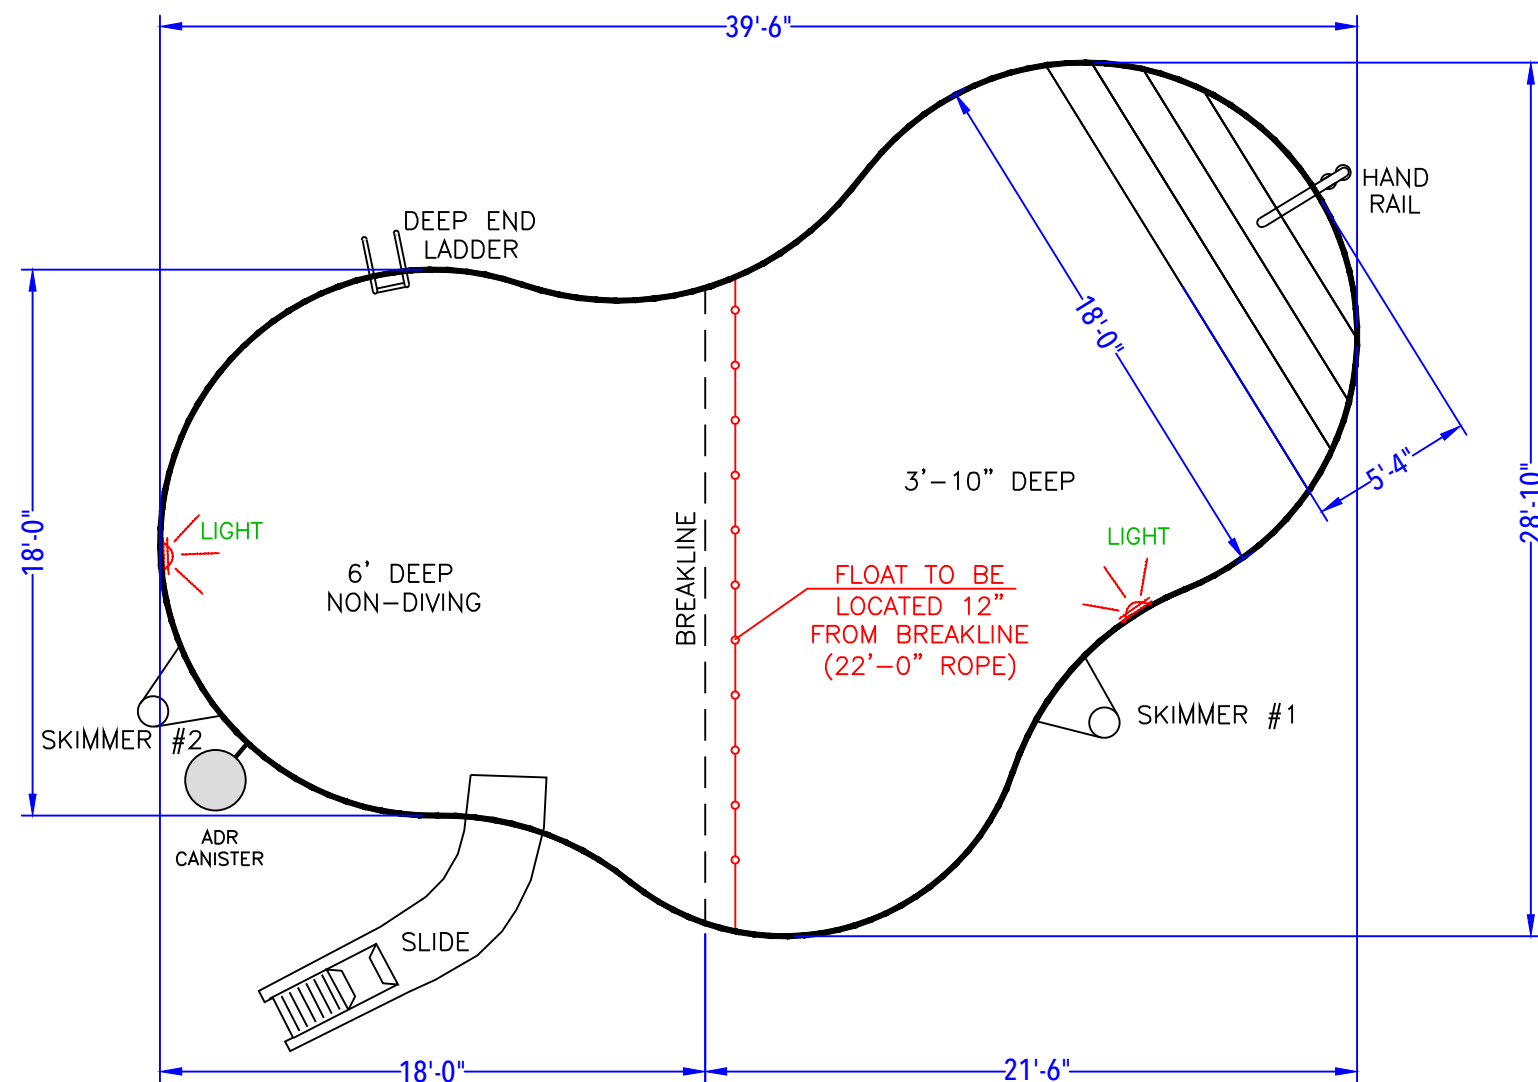 39'-6"
HAND
RAIL
DEEP END
LADDER
18'-0"
5'-4"
3’–10” DEEP
28'-10"
18'-0"
LIGHT
LIGHT
6’ DEEP
NON–DIVING
BREAKLINE
FLOAT TO BE
LOCATED 12”
FROM BREAKLINE
(22’–0” ROPE)
SKIMMER #1
SKIMMER #2
ADR
CANISTER
SLIDE
18'-0"
21'-6"